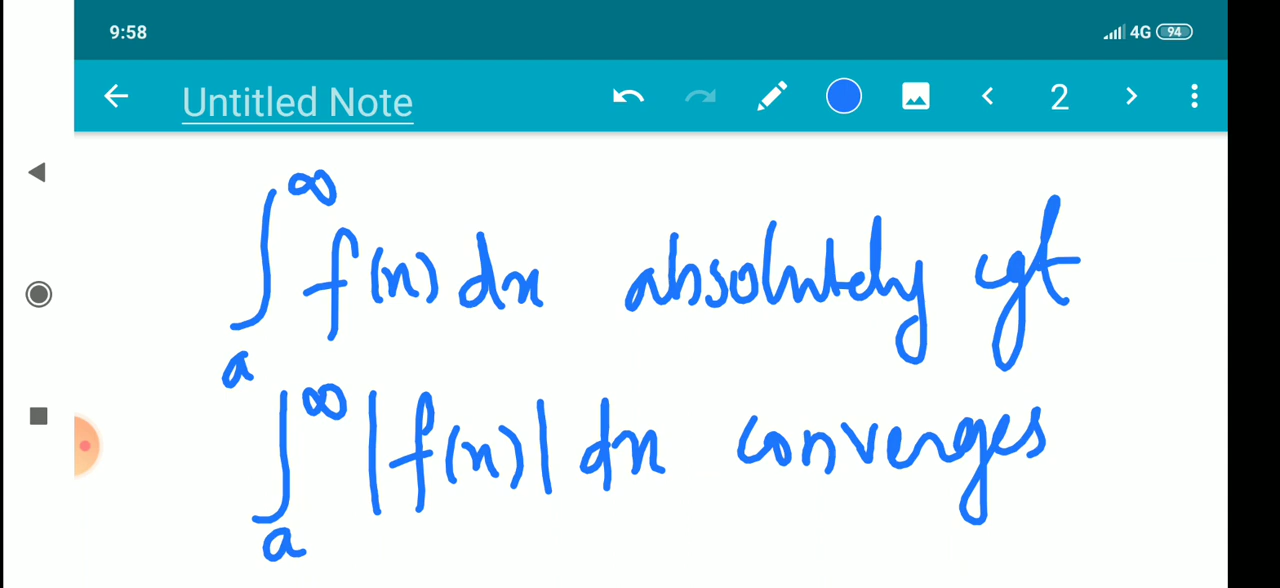 9:58 4G 94
Untitled Note 2
∫_a^∞ f(x) dx absolutely cgt
∫_a^∞ |f(x)| dx converges